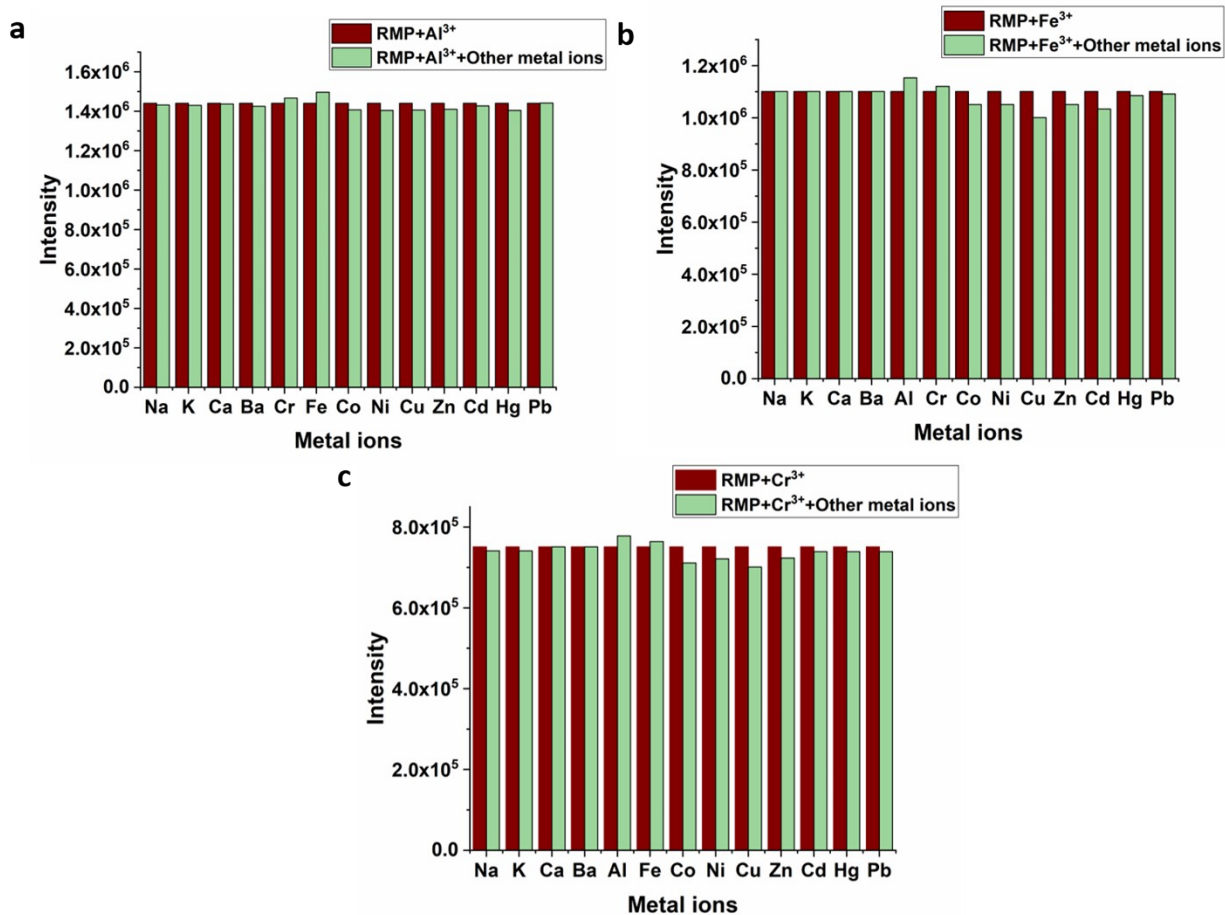 a
RMP+Al³⁺
RMP+Al³⁺+Other metal ions
1.6x10⁶
1.4x10⁶
1.2x10⁶
1.0x10⁶
8.0x10⁵
6.0x10⁵
4.0x10⁵
2.0x10⁵
0.0
Intensity
Na K Ca Ba Cr Fe Co Ni Cu Zn Cd Hg Pb
Metal ions
b
RMP+Fe³⁺
RMP+Fe³⁺+Other metal ions
1.2x10⁶
1.0x10⁶
8.0x10⁵
6.0x10⁵
4.0x10⁵
2.0x10⁵
0.0
Intensity
Na K Ca Ba Al Cr Co Ni Cu Zn Cd Hg Pb
Metal ions
c
RMP+Cr³⁺
RMP+Cr³⁺+Other metal ions
8.0x10⁵
6.0x10⁵
4.0x10⁵
2.0x10⁵
0.0
Intensity
Na K Ca Ba Al Fe Co Ni Cu Zn Cd Hg Pb
Metal ions